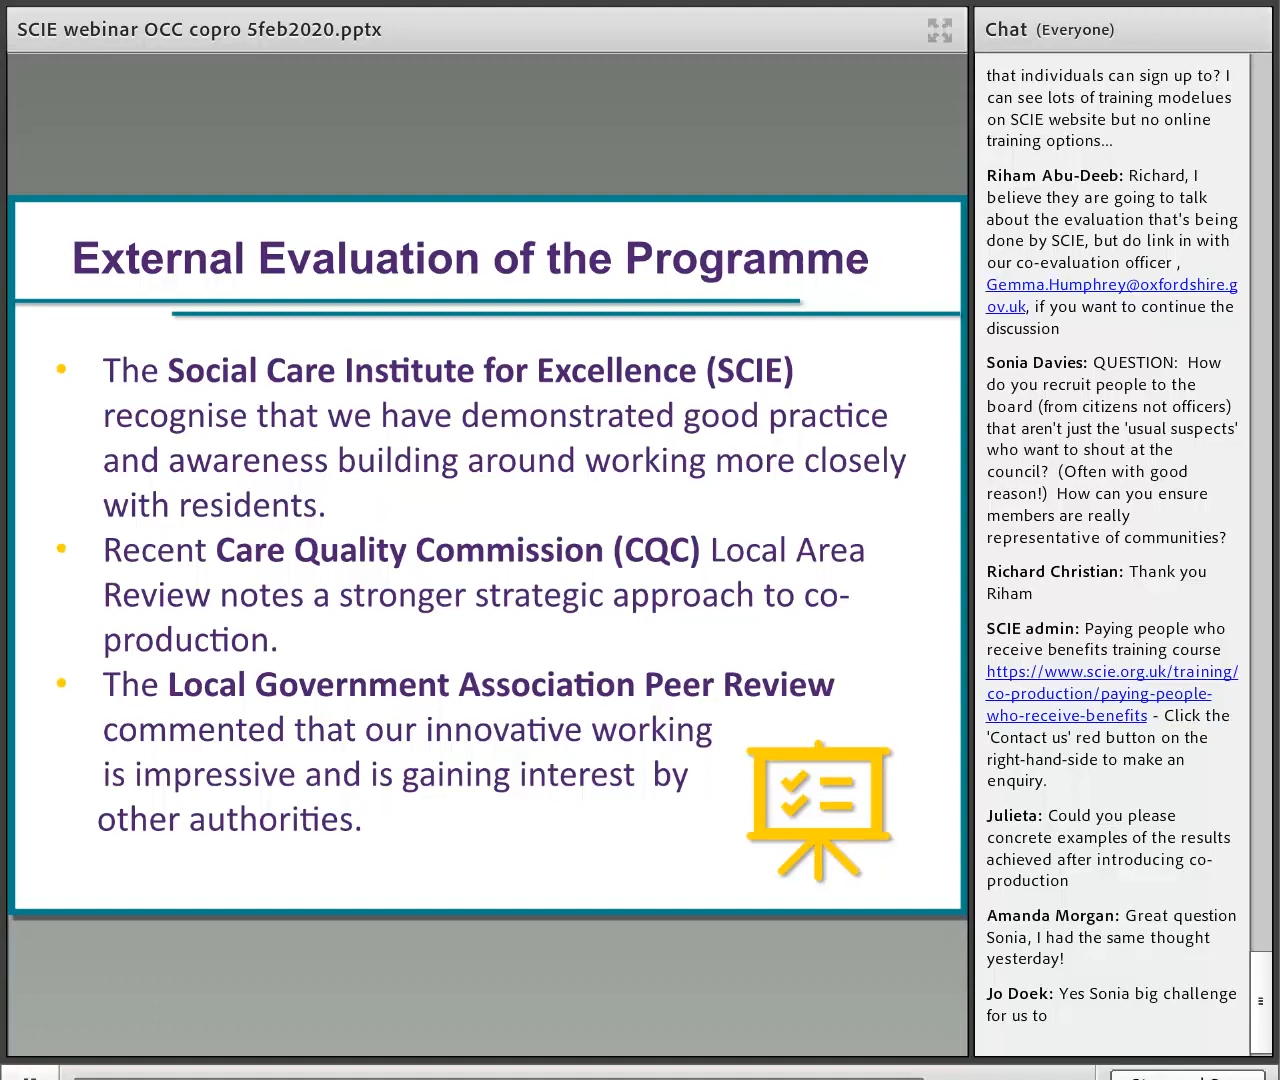 SCIE webinar OCC copro 5feb2020.pptx
External Evaluation of the Programme
• The Social Care Institute for Excellence (SCIE)
recognise that we have demonstrated good practice
and awareness building around working more closely
with residents.
• Recent Care Quality Commission (CQC) Local Area
Review notes a stronger strategic approach to co-
production.
• The Local Government Association Peer Review
commented that our innovative working
is impressive and is gaining interest by
other authorities.
Chat (Everyone)
that individuals can sign up to? I
can see lots of training modelues
on SCIE website but no online
training options...
Riham Abu-Deeb: Richard, I
believe they are going to talk
about the evaluation that's being
done by SCIE, but do link in with
our co-evaluation officer ,
Gemma.Humphrey@oxfordshire.g
ov.uk, if you want to continue the
discussion
Sonia Davies: QUESTION: How
do you recruit people to the
board (from citizens not officers)
that aren't just the 'usual suspects'
who want to shout at the
council? (Often with good
reason!) How can you ensure
members are really
representative of communities?
Richard Christian: Thank you
Riham
SCIE admin: Paying people who
receive benefits training course
https://www.scie.org.uk/training/
co-production/paying-people-
who-receive-benefits - Click the
'Contact us' red button on the
right-hand-side to make an
enquiry.
Julieta: Could you please
concrete examples of the results
achieved after introducing co-
production
Amanda Morgan: Great question
Sonia, I had the same thought
yesterday!
Jo Doek: Yes Sonia big challenge
for us to